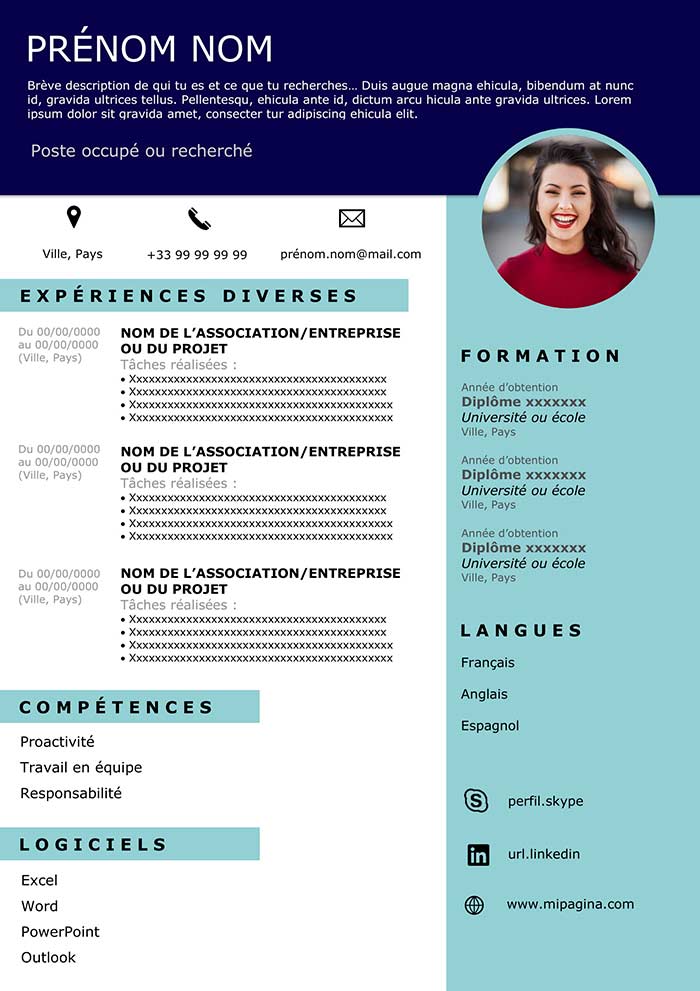 PRÉNOM NOM
Brève description de qui tu es et ce que tu recherches... Duis augue magna ehicula, bibendum at nunc
id, gravida ultrices tellus. Pellentesqu, ehicula ante id, dictum arcu hicula ante gravida ultrices. Lorem
ipsum dolor sit gravida amet, consecter tur adipiscing ehicula elit.
Poste occupé ou recherché
Ville, Pays
+33 99 99 99 99
prénom.nom@mail.com
EXPÉRIENCES DIVERSES
Du 00/00/0000
au 00/00/0000
(Ville, Pays)
NOM DE L’ASSOCIATION/ENTREPRISE
OU DU PROJET
Tâches réalisées :
• Xxxxxxxxxxxxxxxxxxxxxxxxxxxxxxxxxxxxxxxx
• Xxxxxxxxxxxxxxxxxxxxxxxxxxxxxxxxxxxxxxxx
• Xxxxxxxxxxxxxxxxxxxxxxxxxxxxxxxxxxxxxxxxx
• Xxxxxxxxxxxxxxxxxxxxxxxxxxxxxxxxxxxxxxxxx
Du 00/00/0000
au 00/00/0000
(Ville, Pays)
NOM DE L’ASSOCIATION/ENTREPRISE
OU DU PROJET
Tâches réalisées :
• Xxxxxxxxxxxxxxxxxxxxxxxxxxxxxxxxxxxxxxxx
• Xxxxxxxxxxxxxxxxxxxxxxxxxxxxxxxxxxxxxxxx
• Xxxxxxxxxxxxxxxxxxxxxxxxxxxxxxxxxxxxxxxxx
• Xxxxxxxxxxxxxxxxxxxxxxxxxxxxxxxxxxxxxxxxx
Du 00/00/0000
au 00/00/0000
(Ville, Pays)
NOM DE L’ASSOCIATION/ENTREPRISE
OU DU PROJET
Tâches réalisées :
• Xxxxxxxxxxxxxxxxxxxxxxxxxxxxxxxxxxxxxxxx
• Xxxxxxxxxxxxxxxxxxxxxxxxxxxxxxxxxxxxxxxx
• Xxxxxxxxxxxxxxxxxxxxxxxxxxxxxxxxxxxxxxxxx
• Xxxxxxxxxxxxxxxxxxxxxxxxxxxxxxxxxxxxxxxxx
COMPÉTENCES
Proactivité
Travail en équipe
Responsabilité
LOGICIELS
Excel
Word
PowerPoint
Outlook
FORMATION
Année d’obtention
Diplôme xxxxxxx
Université ou école
Ville, Pays
Année d’obtention
Diplôme xxxxxxx
Université ou école
Ville, Pays
Année d’obtention
Diplôme xxxxxxx
Université ou école
Ville, Pays
LANGUES
Français
Anglais
Espagnol
perfil.skype
in url.linkedin
www.mipagina.com